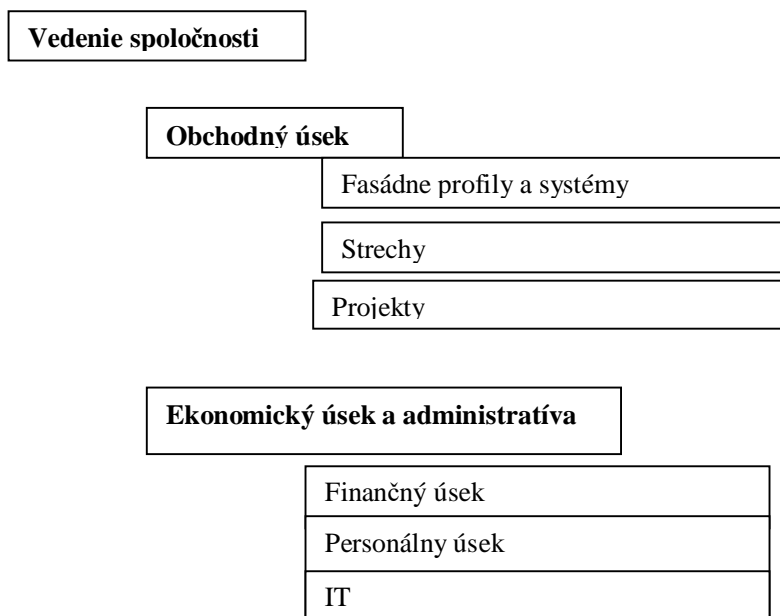 Vedenie spoločnosti
Obchodný úsek
Fasádne profily a systémy
Strechy
Projekty
Ekonomický úsek a administratíva
Finančný úsek
Personálny úsek
IT